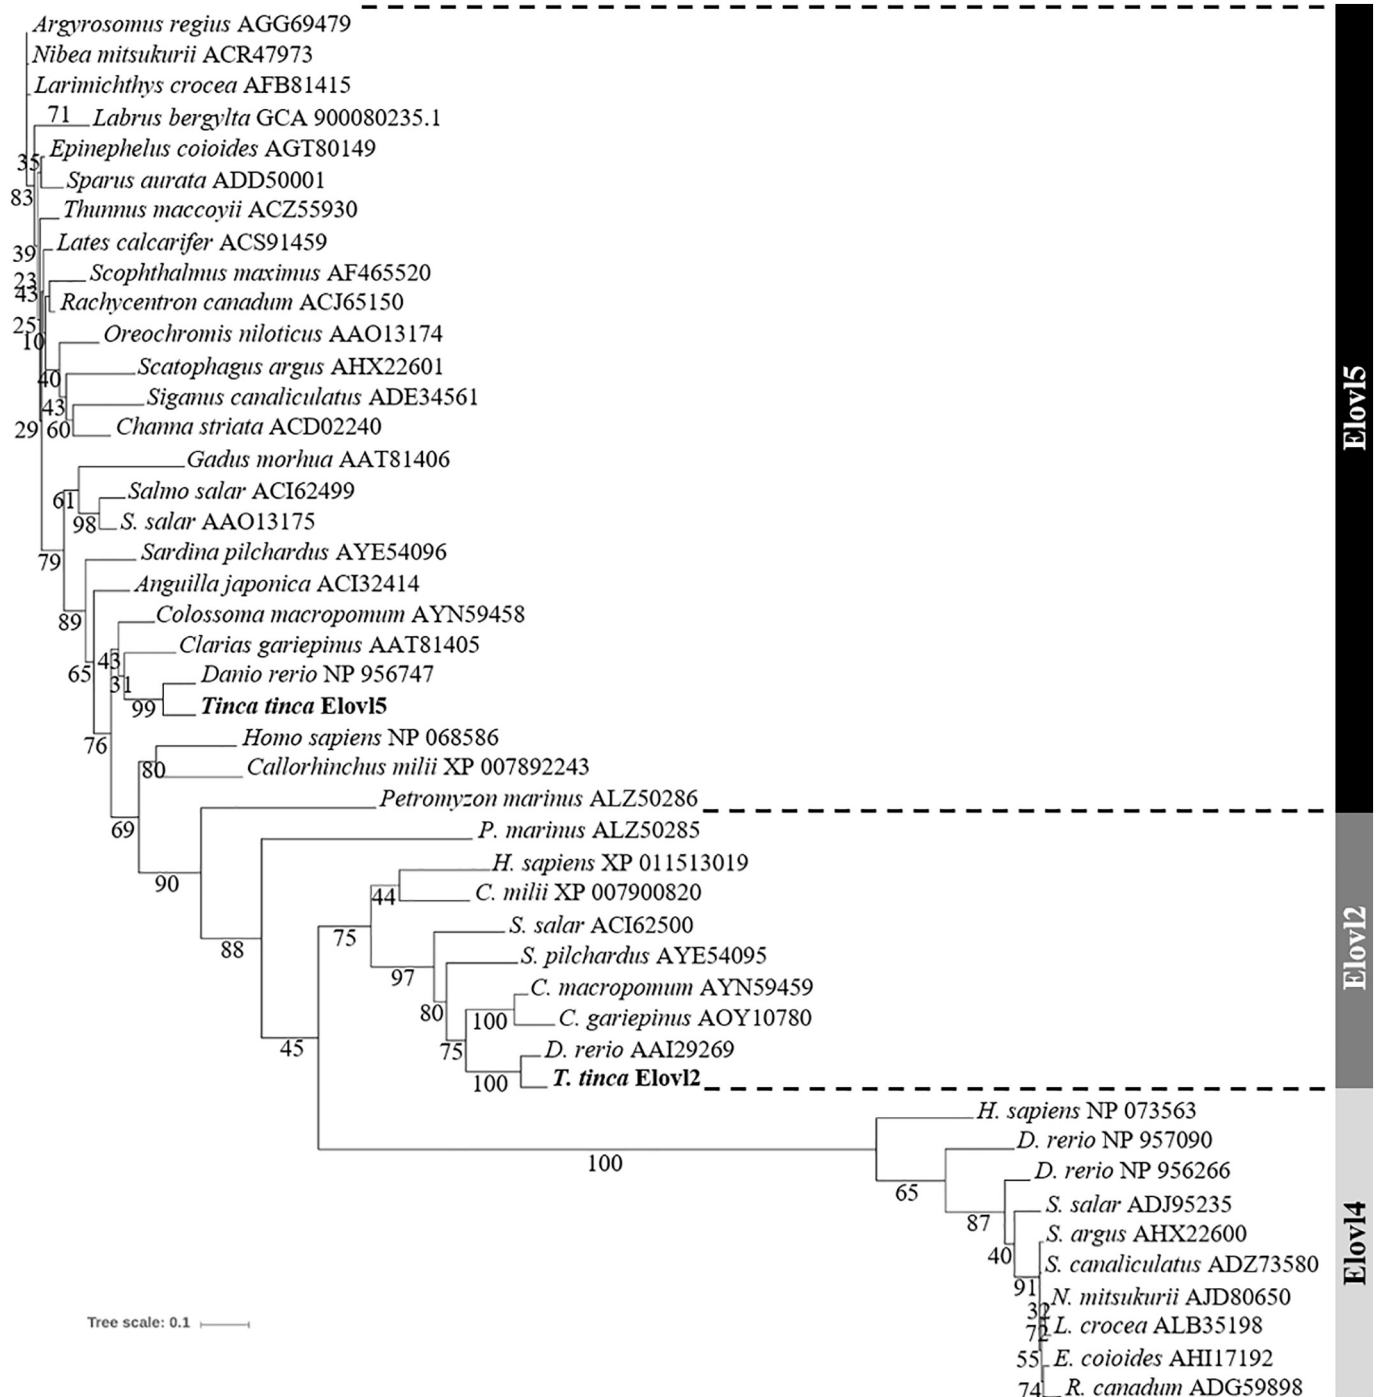 Argyrosomus regius AGG69479
Nibea mitsukurii ACR47973
Larimichthys crocea AFB81415
71
Labrus bergylta GCA 900080235.1
Epinephelus coioides AGT80149
35
Sparus aurata ADD50001
83
Thunnus maccoyii ACZ55930
Lates calcarifer ACS91459
39
Scophthalmus maximus AF465520
23
43
Rachycentron canadum ACJ65150
25
Oreochromis niloticus AAO13174
10
Scatophagus argus AHX22601
40
Siganus canaliculatus ADE34561
43
Channa striata ACD02240
29
60
Gadus morhua AAT81406
Salmo salar ACI62499
61
S. salar AAO13175
98
Sardina pilchardus AYE54096
79
Anguilla japonica ACI32414
Colossoma macropomum AYN59458
89
Clarias gariepinus AAT81405
43
Danio rerio NP 956747
65
31
Tinca tinca Elovl5
99
Homo sapiens NP 068586
76
Callorhinchus milii XP 007892243
80
Petromyzon marinus ALZ50286
Elovl5
P. marinus ALZ50285
69
H. sapiens XP 011513019
90
C. milii XP 007900820
44
S. salar ACI62500
75
88
S. pilchardus AYE54095
97
C. macropomum AYN59459
80
C. gariepinus AOY10780
100
45
D. rerio AAI29269
75
T. tinca Elovl2
100
Elovl2
H. sapiens NP 073563
D. rerio NP 957090
100
D. rerio NP 956266
65
S. salar ADJ95235
87
S. argus AHX22600
40
S. canaliculatus ADZ73580
91
N. mitsukurii AJD80650
32
L. crocea ALB35198
72
E. coioides AHI17192
55
R. canadum ADG59898
74
Elovl4
Tree scale: 0.1